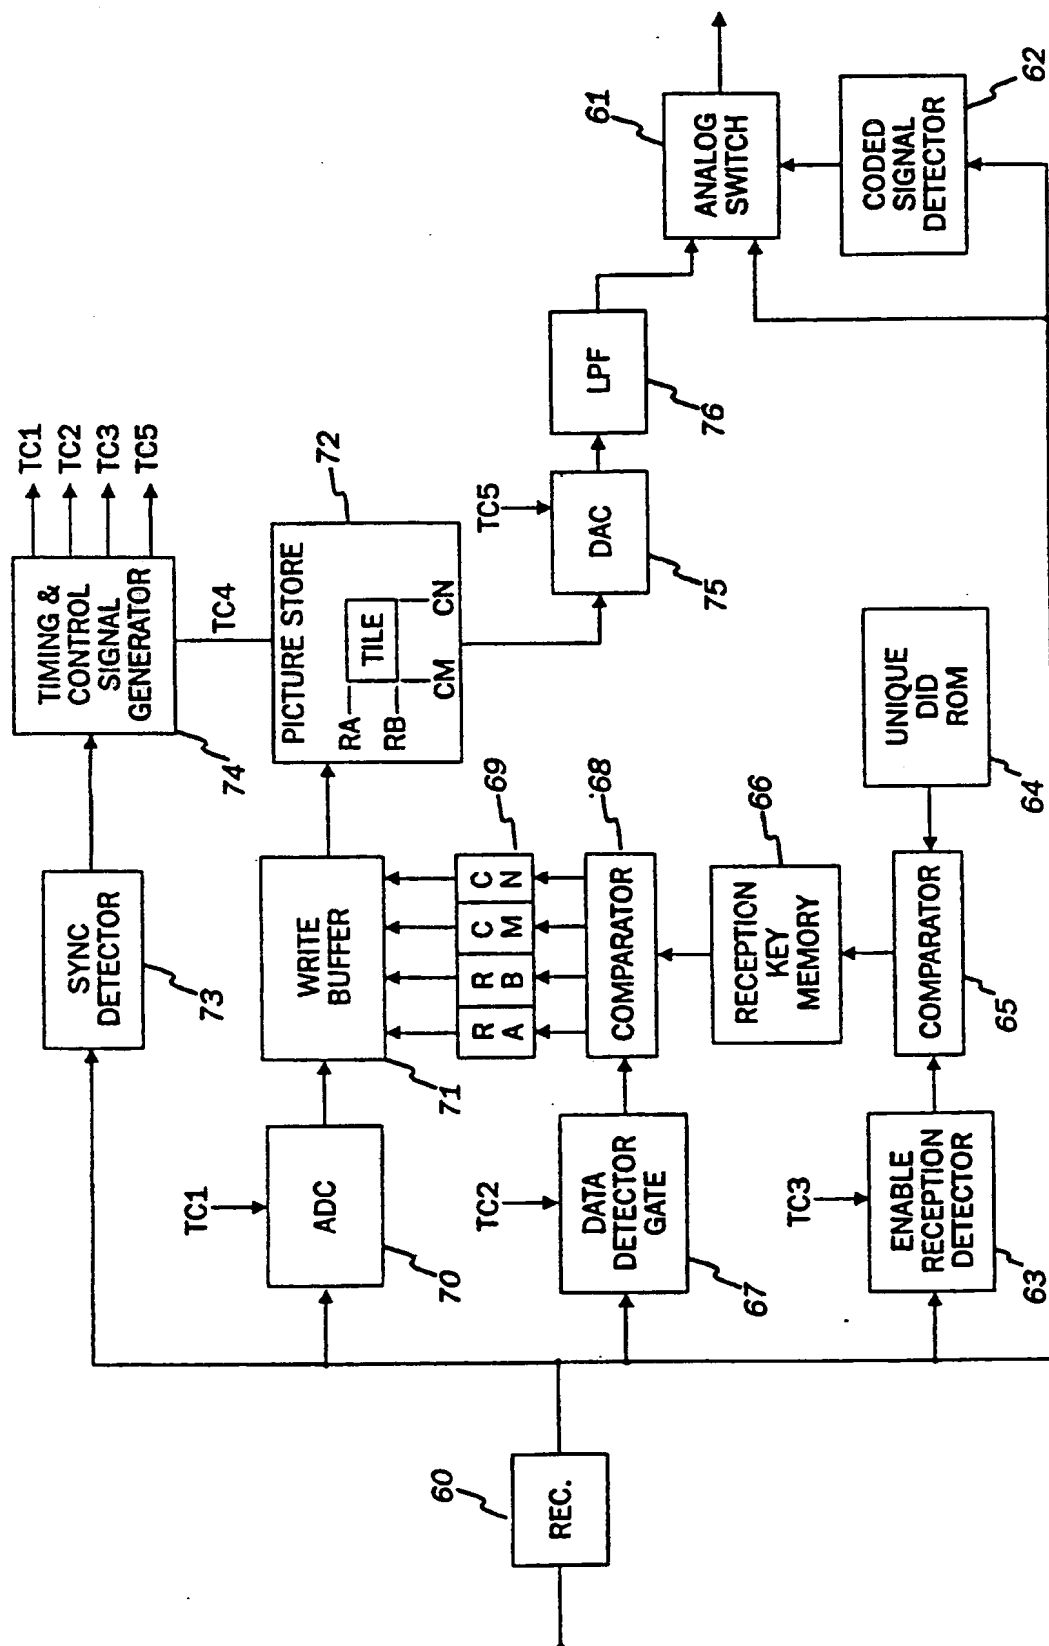 TIMING &
CONTROL
SIGNAL
GENERATOR
74
TC1
TC2
TC3
TC5
TC4
SYNC
DETECTOR
73
PICTURE STORE
72
RA
RB
TILE
CM
CN
WRITE
BUFFER
71
TC1
ADC
70
R
A
R
B
C
M
C
N
69
COMPARATOR
68
TC2
DATA
DETECTOR
GATE
67
RECEPTION
KEY
MEMORY
66
COMPARATOR
65
UNIQUE
DID
ROM
64
TC3
ENABLE
RECEPTION
DETECTOR
63
REC.
60
TC5
DAC
75
LPF
76
ANALOG
SWITCH
61
CODED
SIGNAL
DETECTOR
62